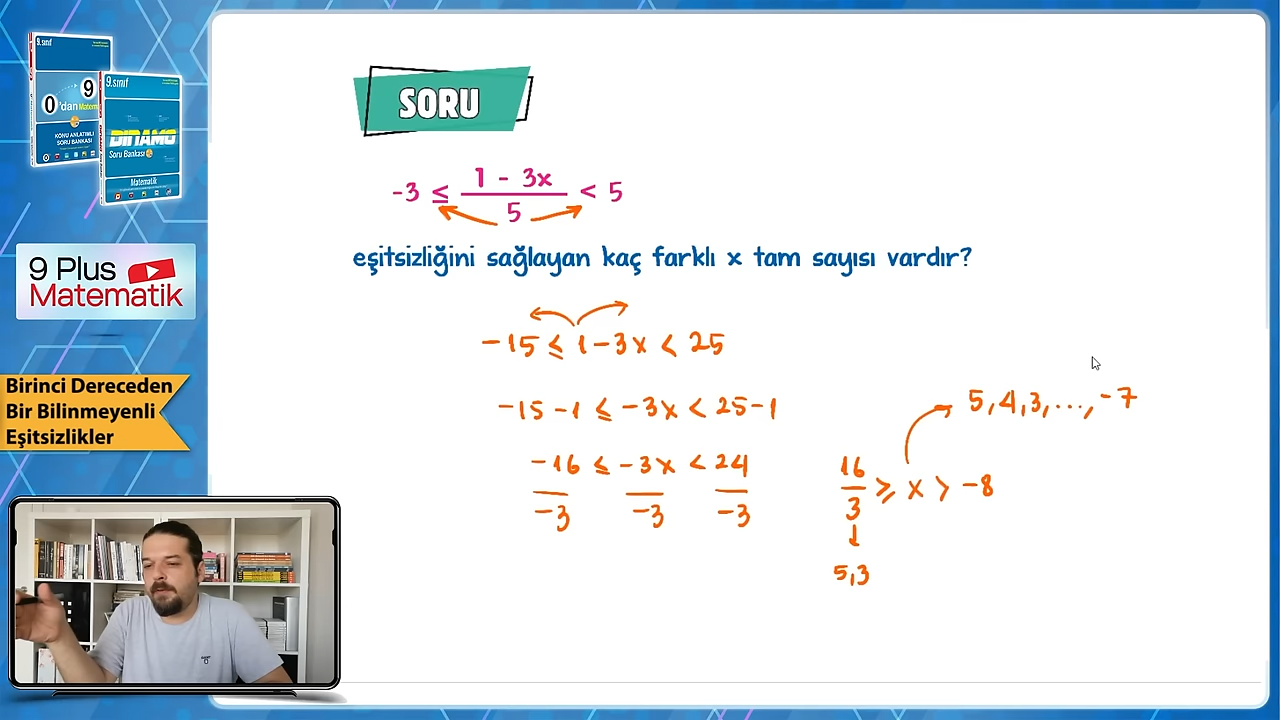 9.sınıf
0'dan 9
Matematik
KONU ANLATIMLI
SORU BANKASI
9.sınıf
DİNAMO
Soru Bankası
Matematik
9 Plus
Matematik
Birinci Dereceden
Bir Bilinmeyenli
Eşitsizlikler
SORU
-3 ≤ (1 - 3x)/5 < 5
eşitsizliğini sağlayan kaç farklı x tam sayısı vardır?
-15 ≤ 1-3x < 25
-15-1 ≤ -3x < 25-1
-16/-3 ≤ -3x/-3 < 24/-3
16/3 ≥ x > -8
5,3
5,4,3,...,-7